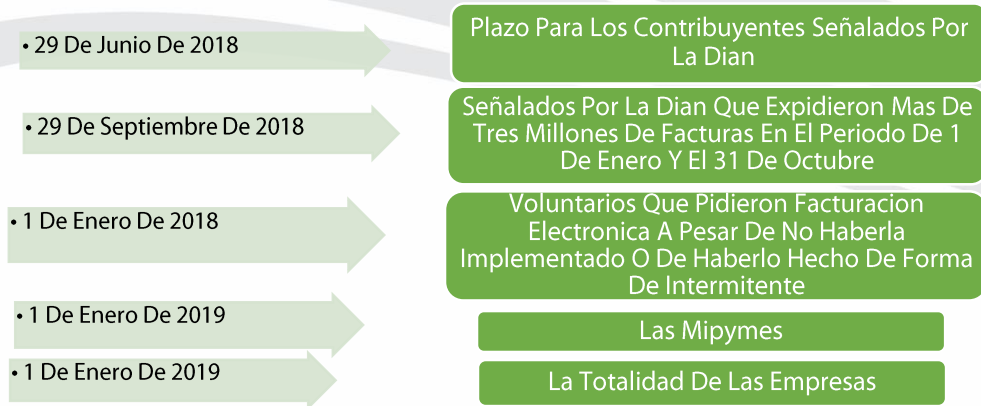 • 29 De Junio De 2018
Plazo Para Los Contribuyentes Señalados Por
La Dian
• 29 De Septiembre De 2018
Señalados Por La Dian Que Expidieron Mas De
Tres Millones De Facturas En El Periodo De 1
De Enero Y El 31 De Octubre
• 1 De Enero De 2018
Voluntarios Que Pidieron Facturacion
Electronica A Pesar De No Haberla
Implementado O De Haberlo Hecho De Forma
De Intermitente
• 1 De Enero De 2019
Las Mipymes
• 1 De Enero De 2019
La Totalidad De Las Empresas